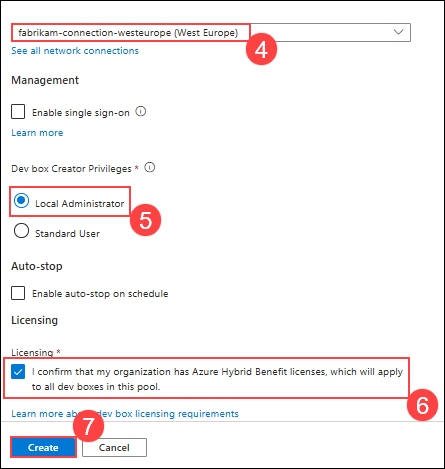 fabrikam-connection-westeurope (West Europe)
4
See all network connections
Management
Enable single sign-on
Learn more
Dev box Creator Privileges *
Local Administrator
5
Standard User
Auto-stop
Enable auto-stop on schedule
Licensing
Licensing *
I confirm that my organization has Azure Hybrid Benefit licenses, which will apply
to all dev boxes in this pool.
6
Learn more about dev box licensing requirements
7
Create
Cancel